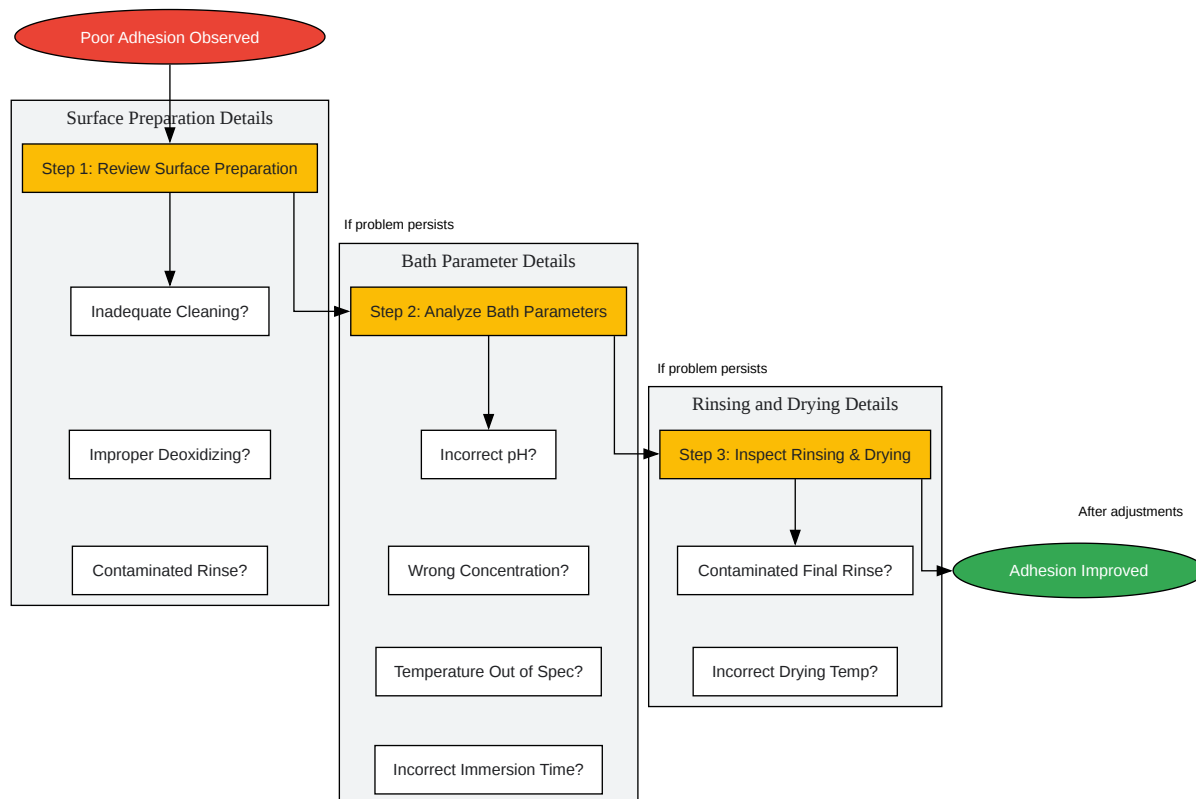 Poor Adhesion Observed
Surface Preparation Details
Step 1: Review Surface Preparation
Inadequate Cleaning?
Improper Deoxidizing?
Contaminated Rinse?
If problem persists
Bath Parameter Details
Step 2: Analyze Bath Parameters
Incorrect pH?
Wrong Concentration?
Temperature Out of Spec?
Incorrect Immersion Time?
If problem persists
Rinsing and Drying Details
Step 3: Inspect Rinsing & Drying
Contaminated Final Rinse?
Incorrect Drying Temp?
After adjustments
Adhesion Improved